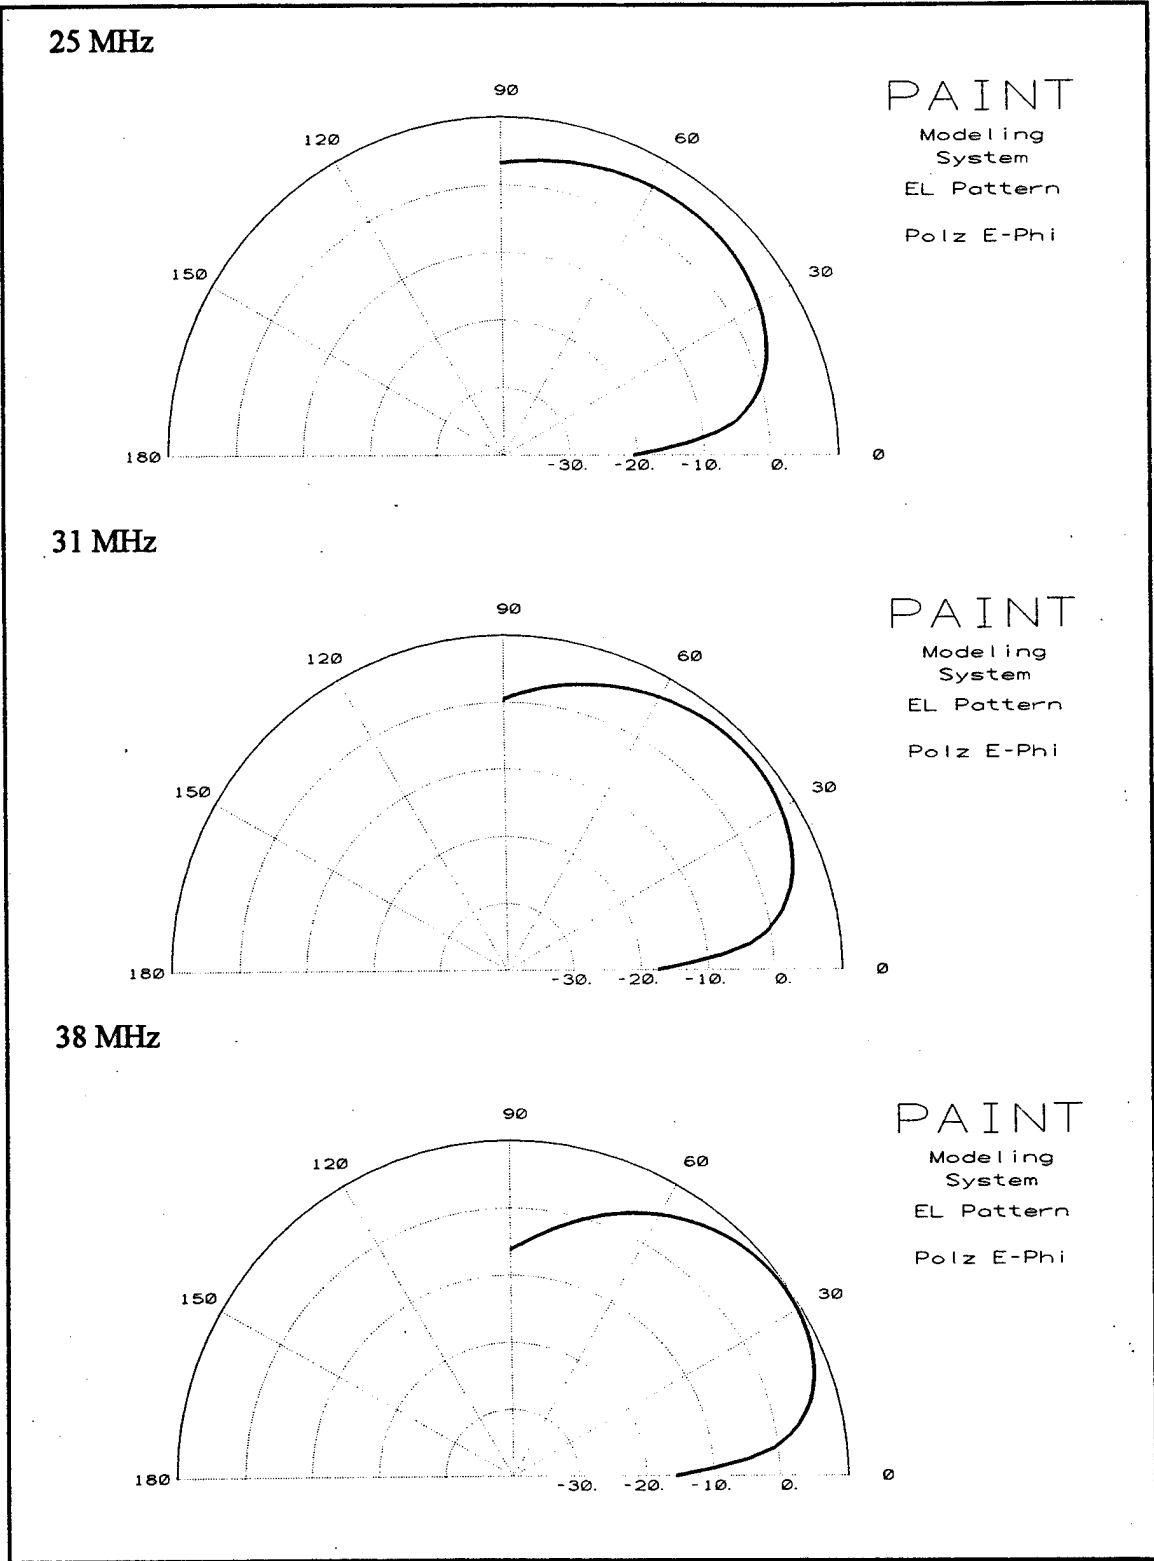 25 MHz
PAINT
Modeling
System
EL Pattern
Polz E-Phi
90
120
60
150
30
180
-30. -20. -10. 0.
0
31 MHz
PAINT
Modeling
System
EL Pattern
Polz E-Phi
90
120
60
150
30
180
-30. -20. -10. 0.
0
38 MHz
PAINT
Modeling
System
EL Pattern
Polz E-Phi
90
120
60
150
30
180
-30. -20. -10. 0.
0